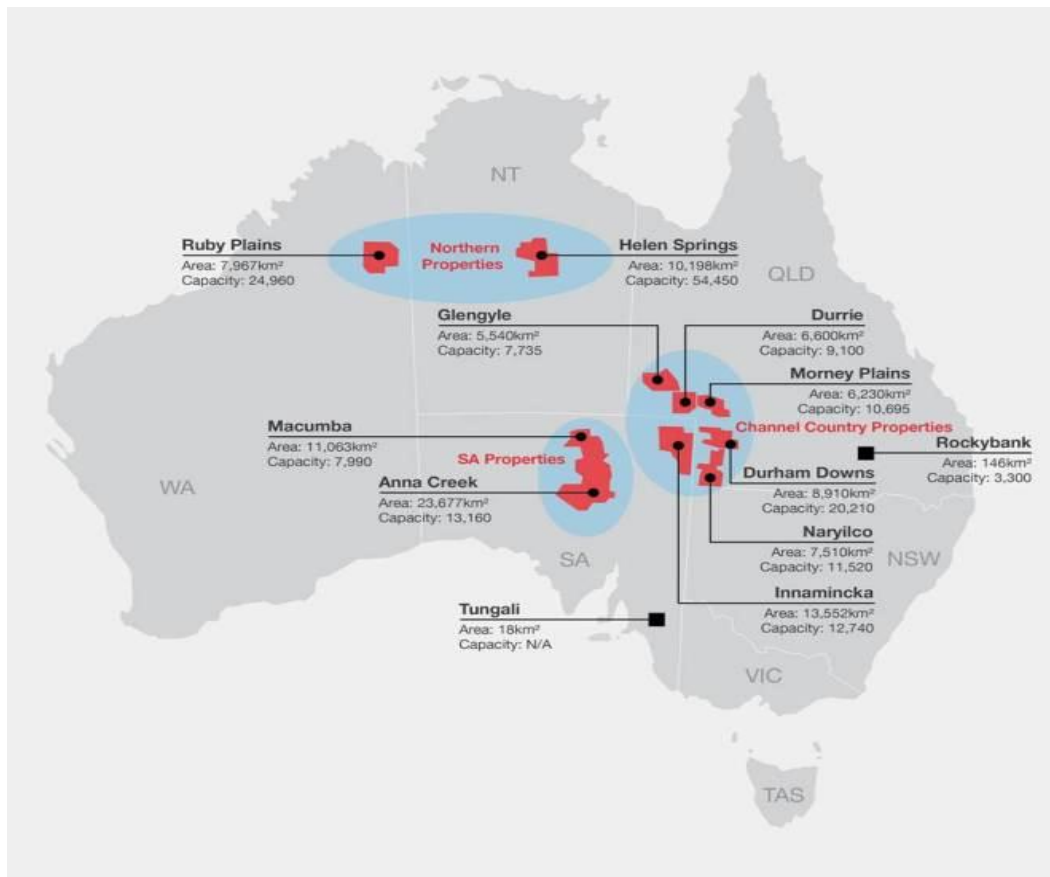 NT
Ruby Plains
Area: 7,967km²
Capacity: 24,960
Northern
Properties
Helen Springs
Area: 10,198km²
Capacity: 54,450
QLD
Glengyle
Area: 5,540km²
Capacity: 7,735
Durrie
Area: 6,600km²
Capacity: 9,100
Morney Plains
Area: 6,230km²
Capacity: 10,695
Channel Country Properties
Macumba
Area: 11,063km²
Capacity: 7,990
SA Properties
Rockybank
Area: 146km²
Capacity: 3,300
WA
Anna Creek
Area: 23,677km²
Capacity: 13,160
Durham Downs
Area: 8,910km²
Capacity: 20,210
Naryilco
Area: 7,510km²
Capacity: 11,520
NSW
SA
Innamincka
Area: 13,552km²
Capacity: 12,740
Tungali
Area: 18km²
Capacity: N/A
VIC
TAS